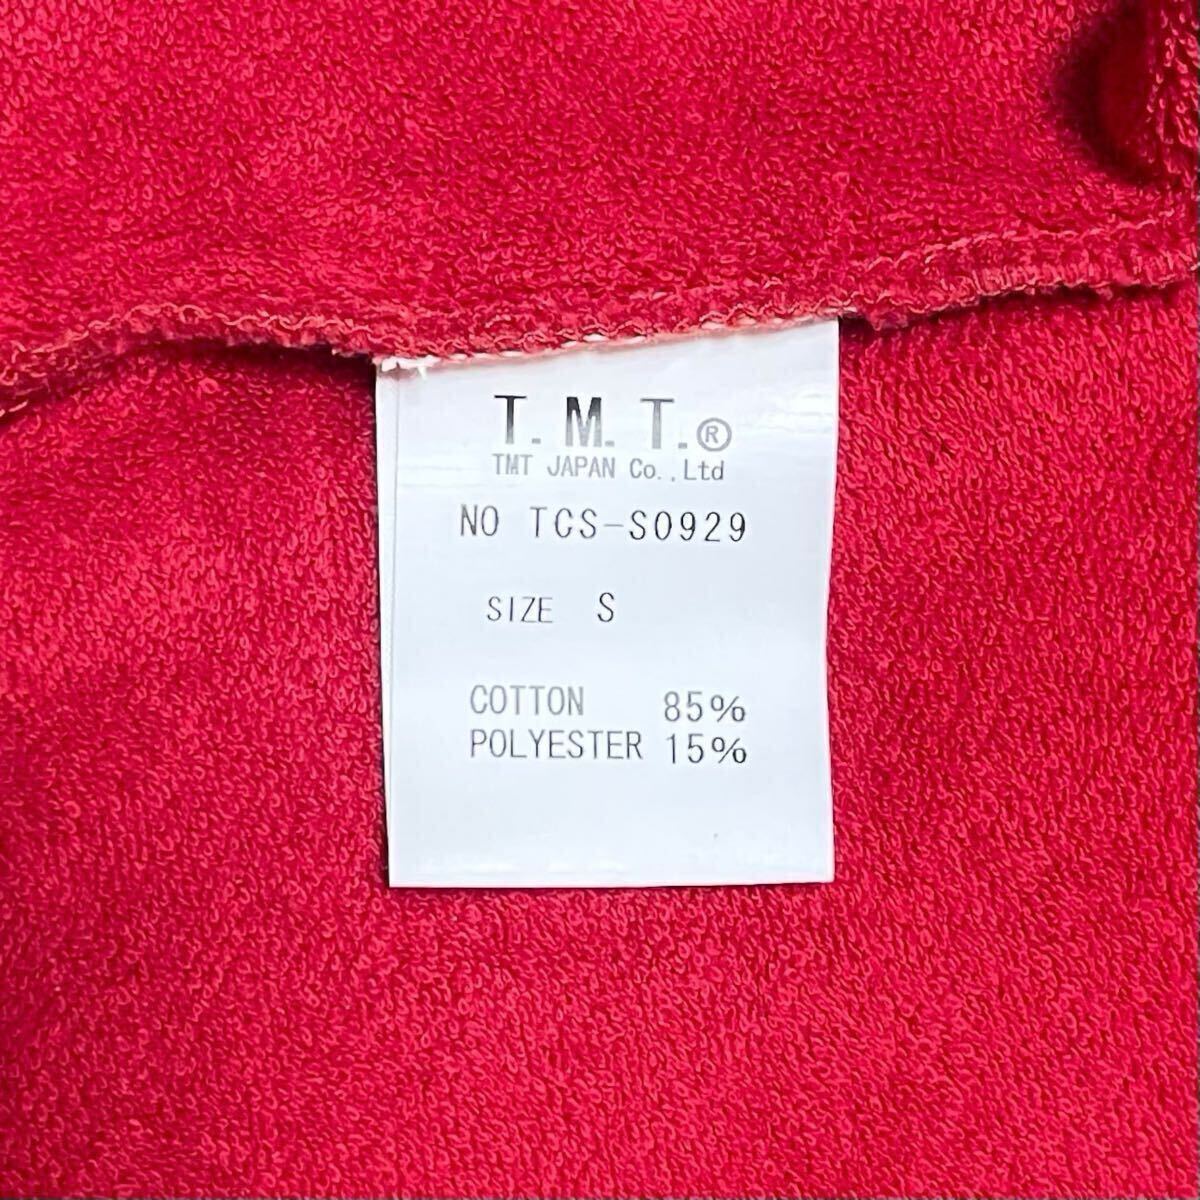 T.M.T.®
TMT JAPAN Co.,Ltd
NO TCS-S0929
SIZE S
COTTON 85%
POLYESTER 15%